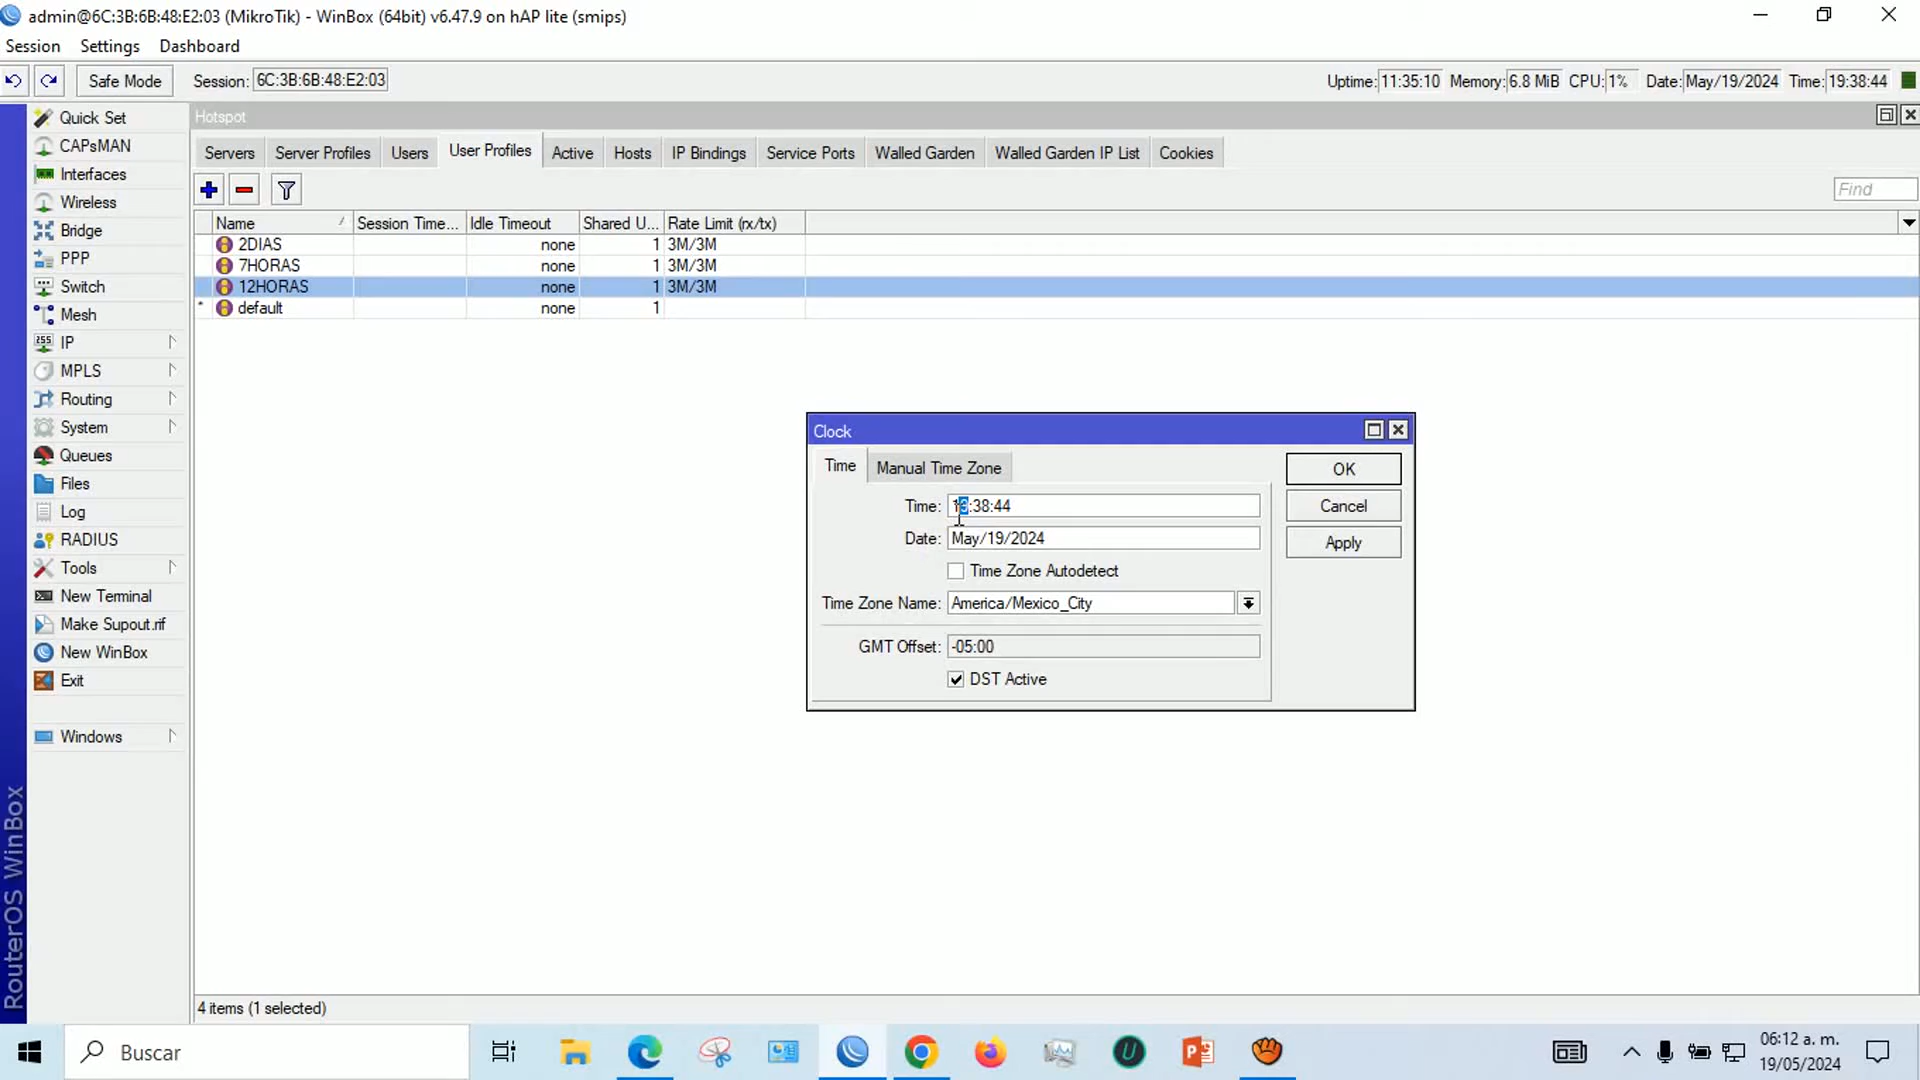 admin@6C:3B:6B:48:E2:03 (MikroTik) - WinBox (64bit) v6.47.9 on hAP lite (smips)
Session Settings Dashboard
Safe Mode Session: 6C:3B:6B:48:E2:03 Uptime: 11:35:10 Memory: 6.8 MiB CPU: 1% Date: May/19/2024 Time: 19:38:44
Quick Set
CAPsMAN
Interfaces
Wireless
Bridge
PPP
Switch
Mesh
IP
MPLS
Routing
System
Queues
Files
Log
RADIUS
Tools
New Terminal
Make Supout.rif
New WinBox
Exit
Windows
RouterOS WinBox
Hotspot
Servers Server Profiles Users User Profiles Active Hosts IP Bindings Service Ports Walled Garden Walled Garden IP List Cookies
Find
Name Session Time... Idle Timeout Shared U... Rate Limit (rx/tx)
2DIAS none 1 3M/3M
7HORAS none 1 3M/3M
12HORAS none 1 3M/3M
* default none 1
Clock
Time Manual Time Zone
Time: 19:38:44
Date: May/19/2024
Time Zone Autodetect
Time Zone Name: America/Mexico_City
GMT Offset: -05:00
DST Active
OK
Cancel
Apply
4 items (1 selected)
Buscar
06:12 a. m.
19/05/2024